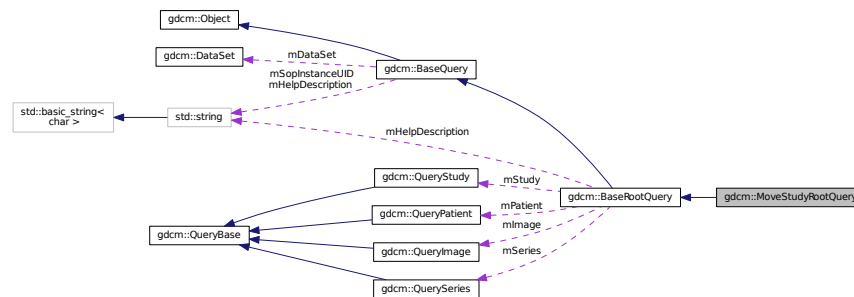 gdcm::Object
gdcm::DataSet
mDataSet
gdcm::BaseQuery
mSopInstanceUID
mHelpDescription
std::basic_string<
char >
std::string
mHelpDescription
gdcm::QueryStudy
mStudy
gdcm::BaseRootQuery
gdcm::MoveStudyRootQuery
mPatient
gdcm::QueryPatient
mImage
gdcm::QueryBase
gdcm::QueryImage
mSeries
gdcm::QuerySeries